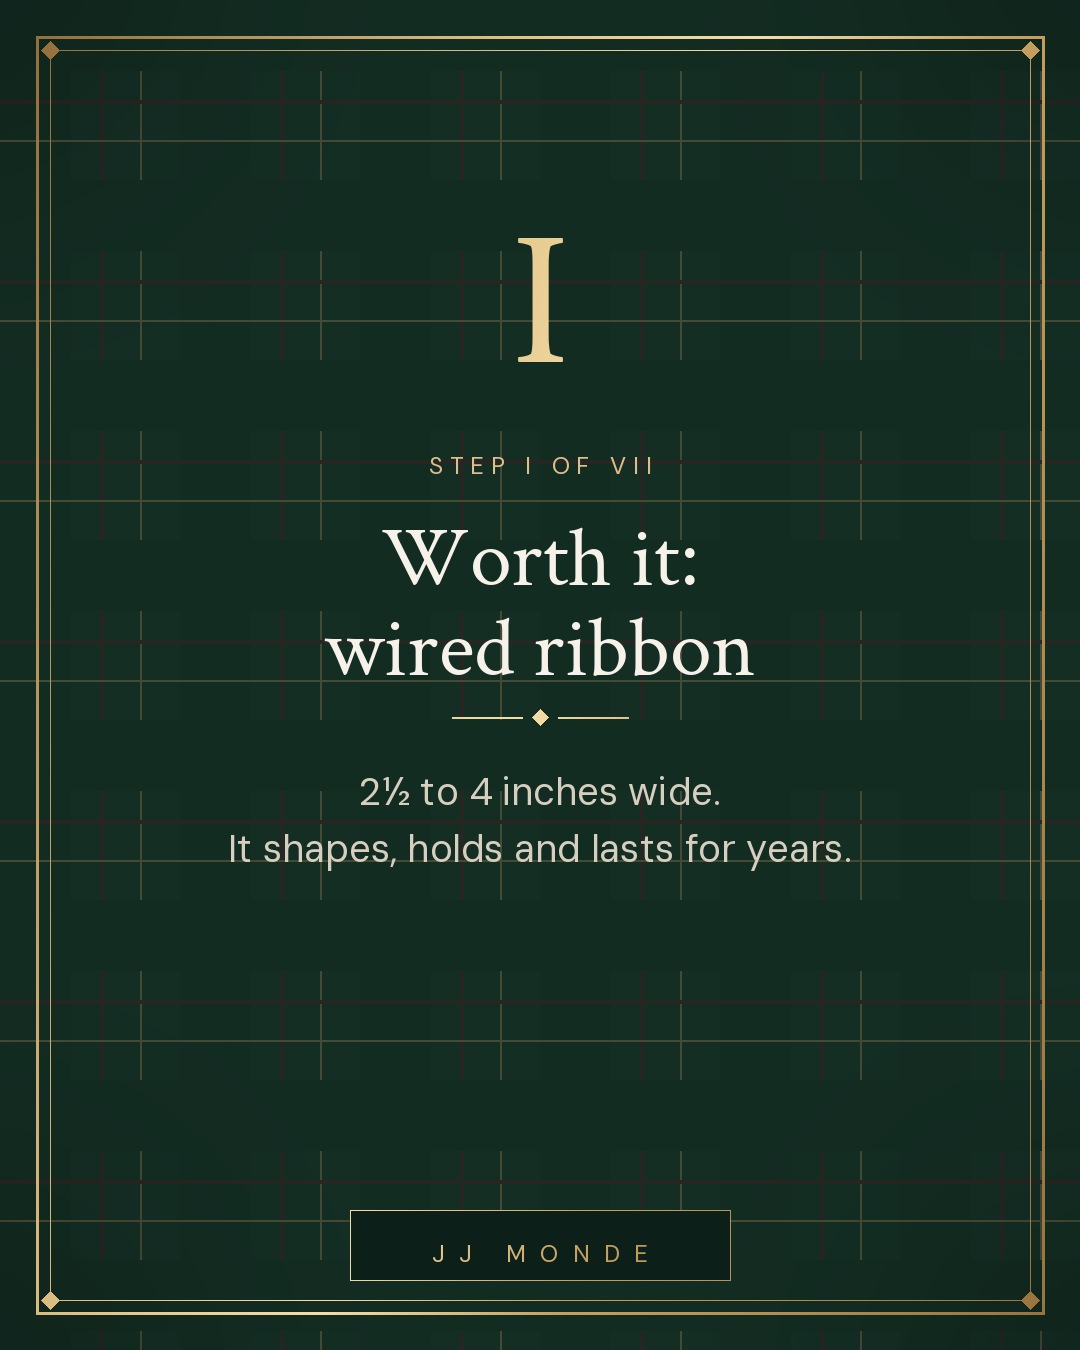 I
STEP I OF VII
Worth it:
wired ribbon
2½ to 4 inches wide.
It shapes, holds and lasts for years.
JJ MONDE